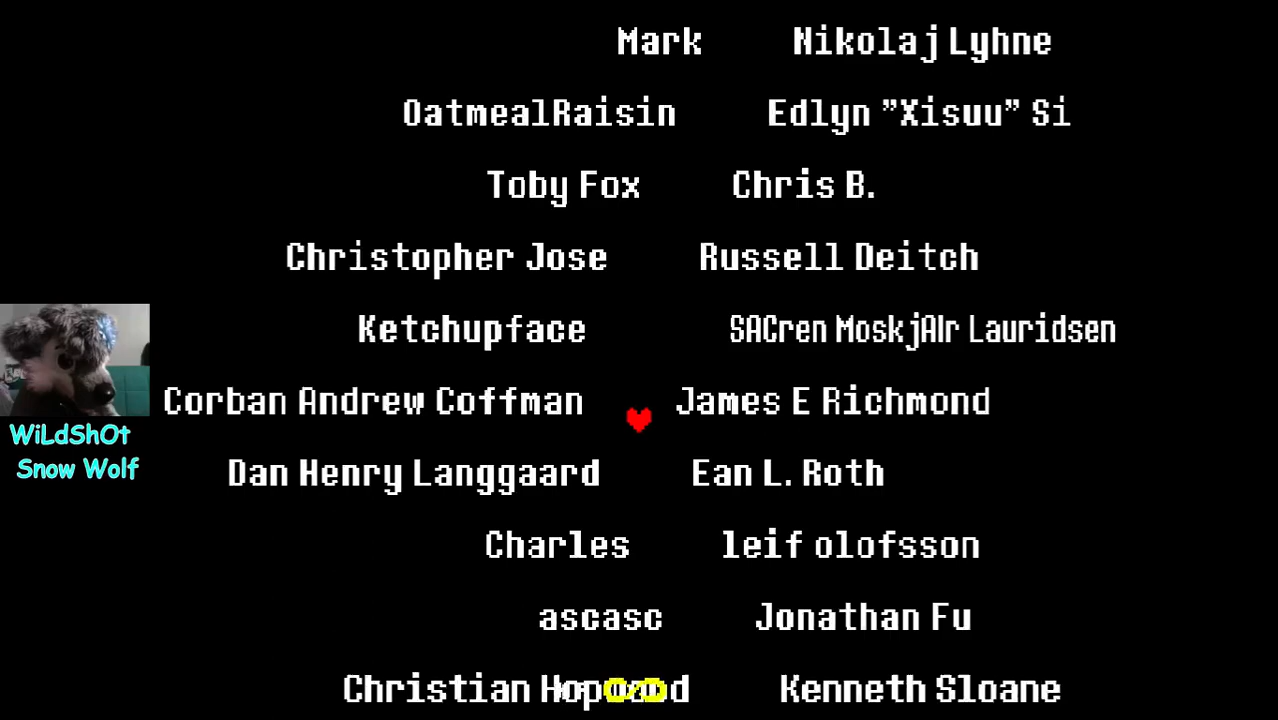 Mark Nikolaj Lyhne
OatmealRaisin Edlyn "Xisuu" Si
Toby Fox Chris B.
Christopher Jose Russell Deitch
Ketchupface SACren MoskjAIr Lauridsen
Corban Andrew Coffman James E Richmond
WiLdShOt
Snow Wolf
Dan Henry Langgaard Ean L. Roth
Charles leif olofsson
ascasc Jonathan Fu
Christian Kenneth Sloane